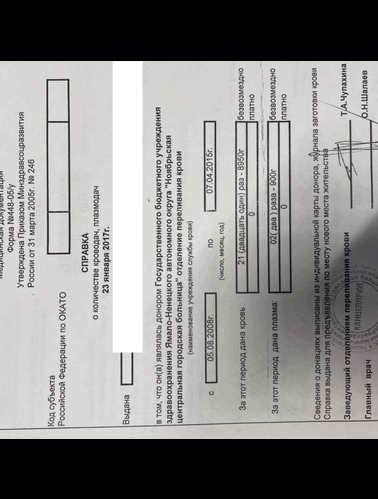 Медицинская документация
Форма №448-05у
Утверждена Приказом Минздравсоцразвития
России от 31 марта 2005г. № 246
Код субъекта
Российской Федерации по ОКАТО
СПРАВКА
о количестве кроводач, плазмодач
23 января 2017г.
Выдана
в том, что он(а) являлась донором Государственного бюджетного учреждения
здравоохранения Ямало-Ненецкого автономного округа "Ноябрьская
центральная городская больница" отделение переливания крови
(наименование учреждения службы крови)
с 05.08.2008г. по 07.04.2015г.
(число, месяц, год)
За этот период дана кровь 21 (двадцать один) раз - 8950г безвозмездно
0 платно
За этот период дана плазма: 02( два ) раза - 900г безвозмездно
0 платно
Сведения о донациях выписаны из индивидуальной карты донора, журнала заготовки крови
Справка выдана для предъявления по месту нового места жительства
Заведующий отделением переливания крови Т.А.Чупахина
Главный врач О.Н.Шалаев
КАНЦЕЛЯРИЯ